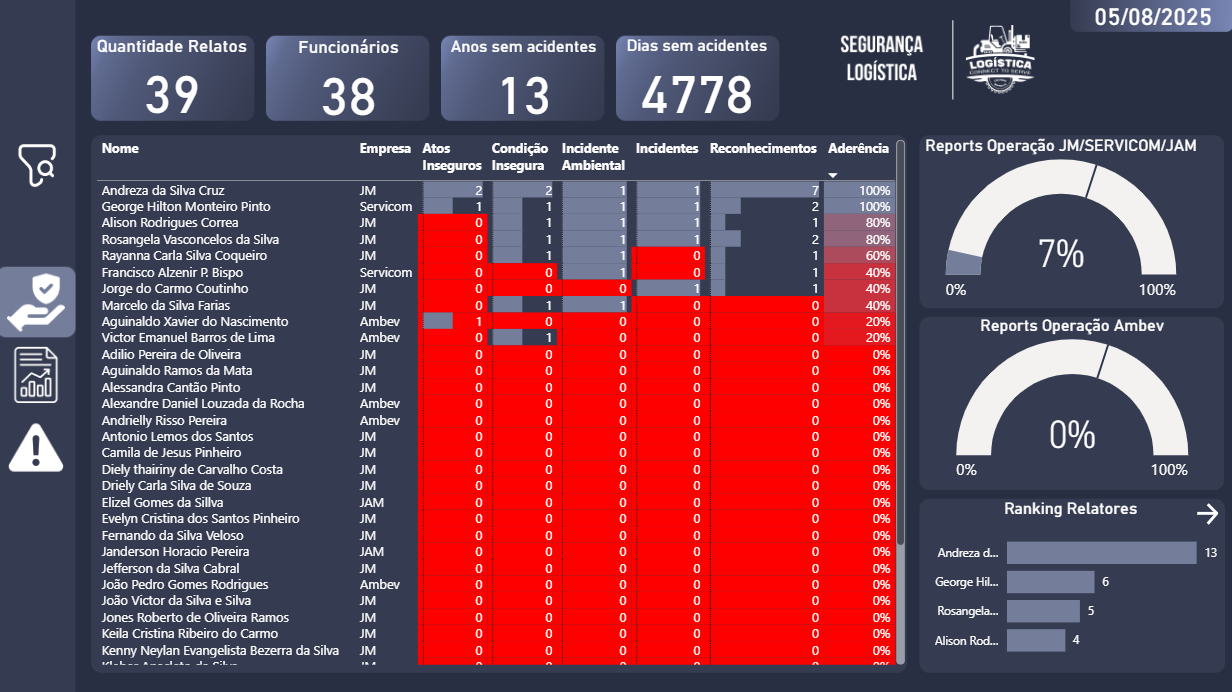 05/08/2025
Quantidade Relatos
39
Funcionários
38
Anos sem acidentes
13
Dias sem acidentes
4778
SEGURANÇA
LOGÍSTICA
LOGÍSTICA
CONNECT TO SERVE
Nome Empresa Atos Inseguros Condição Insegura Incidente Ambiental Incidentes Reconhecimentos Aderência
Andreza da Silva Cruz JM 2 2 1 1 7 100%
George Hilton Monteiro Pinto Servicom 1 1 1 1 2 100%
Alison Rodrigues Correa JM 0 1 1 1 1 80%
Rosangela Vasconcelos da Silva JM 0 1 1 1 2 80%
Rayanna Carla Silva Coqueiro JM 0 1 1 0 1 60%
Francisco Alzenir P. Bispo Servicom 0 0 1 0 1 40%
Jorge do Carmo Coutinho JM 0 0 0 1 1 40%
Marcelo da Silva Farias JM 0 1 1 0 0 40%
Aguinaldo Xavier do Nascimento Ambev 1 0 0 0 0 20%
Victor Emanuel Barros de Lima Ambev 0 1 0 0 0 20%
Adilio Pereira de Oliveira JM 0 0 0 0 0 0%
Aguinaldo Ramos da Mata JM 0 0 0 0 0 0%
Alessandra Cantão Pinto JM 0 0 0 0 0 0%
Alexandre Daniel Louzada da Rocha Ambev 0 0 0 0 0 0%
Andrielly Risso Pereira Ambev 0 0 0 0 0 0%
Antonio Lemos dos Santos JM 0 0 0 0 0 0%
Camila de Jesus Pinheiro JM 0 0 0 0 0 0%
Diely thairiny de Carvalho Costa JM 0 0 0 0 0 0%
Driely Carla Silva de Souza JM 0 0 0 0 0 0%
Elizel Gomes da Sillva JAM 0 0 0 0 0 0%
Evelyn Cristina dos Santos Pinheiro JM 0 0 0 0 0 0%
Fernando da Silva Veloso JM 0 0 0 0 0 0%
Janderson Horacio Pereira JAM 0 0 0 0 0 0%
Jefferson da Silva Cabral JM 0 0 0 0 0 0%
João Pedro Gomes Rodrigues Ambev 0 0 0 0 0 0%
João Victor da Silva e Silva JM 0 0 0 0 0 0%
Jones Roberto de Oliveira Ramos JM 0 0 0 0 0 0%
Keila Cristina Ribeiro do Carmo JM 0 0 0 0 0 0%
Kenny Neylan Evangelista Bezerra da Silva JM 0 0 0 0 0 0%
Reports Operação JM/SERVICOM/JAM
7%
0% 100%
Reports Operação Ambev
0%
0% 100%
Ranking Relatores
Andreza d... 13
George Hil... 6
Rosangela... 5
Alison Rod... 4